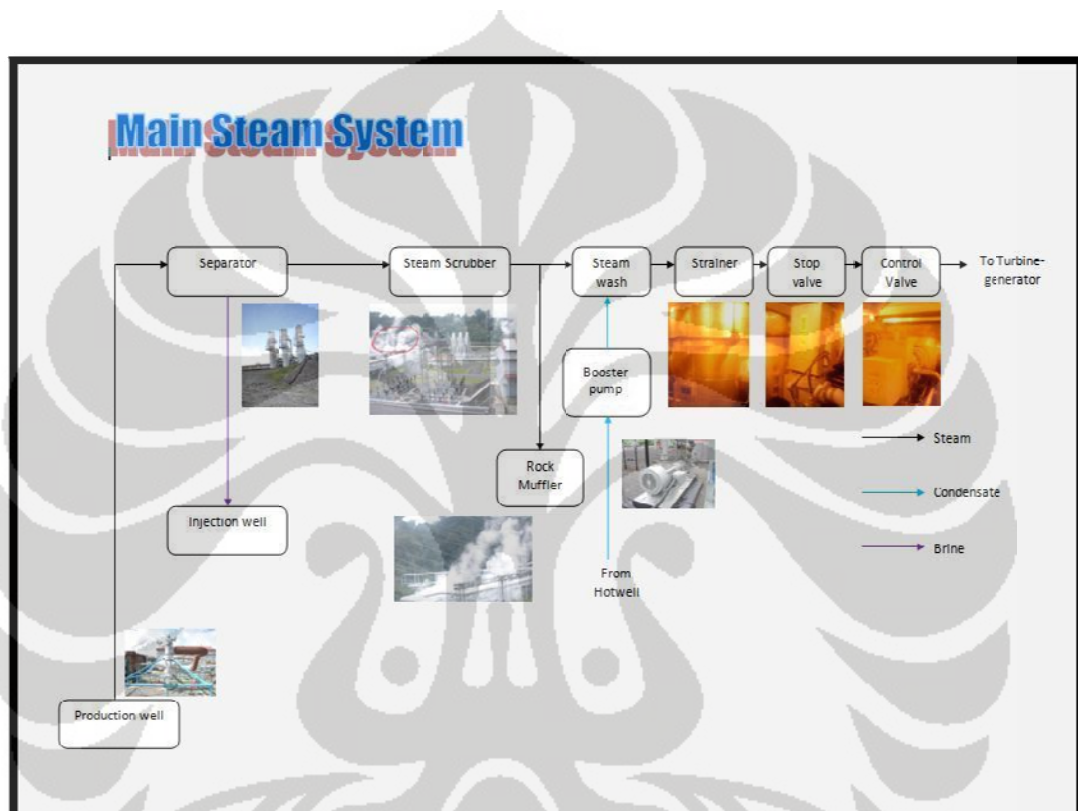 Main Steam System
Separator
Steam Scrubber
Steam
wash
Strainer
Stop
valve
Control
Valve
To Turbine-
generator
Booster
pump
Steam
Rock
Muffler
Condensate
Injection well
Brine
From
Hotwell
Production well